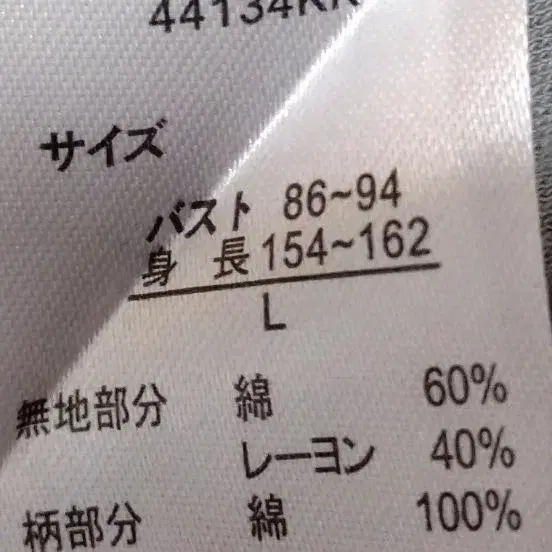 44134KK
サイズ
バスト 86~94
身 長 154~162
L
無地部分 綿 60%
レーヨン 40%
柄部分 綿 100%